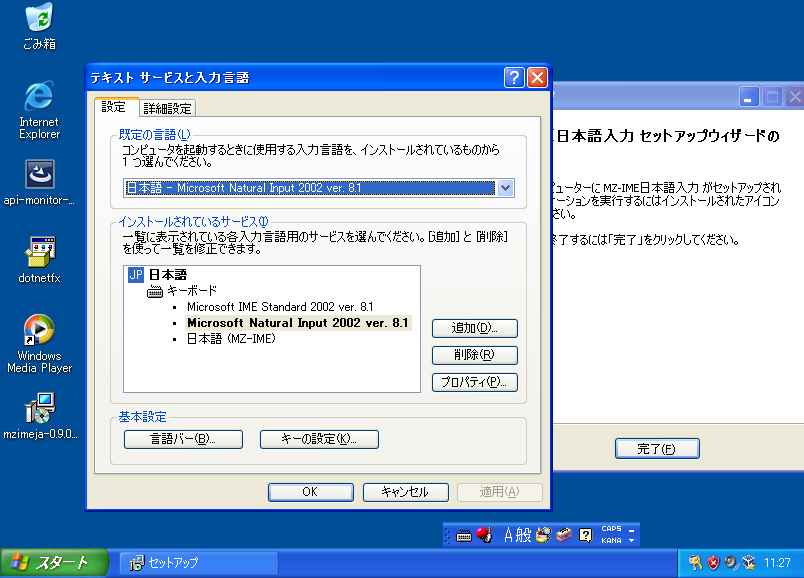 ごみ箱
Internet
Explorer
api-monitor-...
dotnetfx
Windows
Media Player
mzimeja-0.9.0...
テキスト サービスと入力言語
設定
詳細設定
既定の言語(L)
コンピュータを起動するときに使用する入力言語を、インストールされているものから
1 つ選んでください。
日本語 - Microsoft Natural Input 2002 ver. 8.1
インストールされているサービス(I)
一覧に表示されている各入力言語用のサービスを選んでください。[追加] と [削除]
を使って一覧を修正できます。
JP 日本語
キーボード
Microsoft IME Standard 2002 ver. 8.1
Microsoft Natural Input 2002 ver. 8.1
日本語 (MZ-IME)
追加(D)...
削除(R)
プロパティ(P)...
基本設定
言語バー(B)...
キーの設定(K)...
OK
キャンセル
適用(A)
日本語入力 セットアップウィザードの
ピューターに MZ-IME日本語入力 がセットアップされ
ケーションを実行するにはインストールされたアイコン
さい。
終了するには「完了」をクリックしてください。
完了(F)
A 般
CAPS
KANA
スタート
セットアップ
11:27